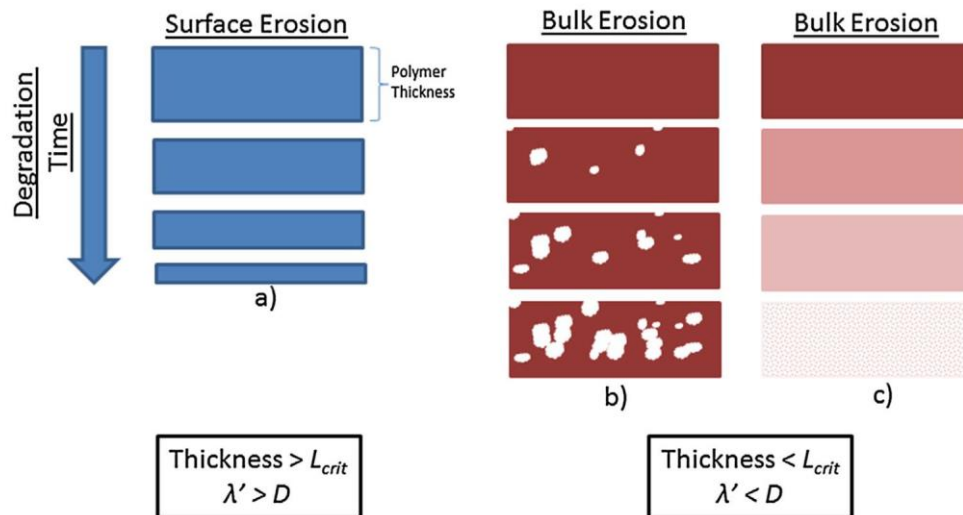 Surface Erosion
Polymer
Thickness
Degradation
Time
a)
Thickness > Lcrit
λ' > D
Bulk Erosion
Bulk Erosion
b)
c)
Thickness < Lcrit
λ' < D